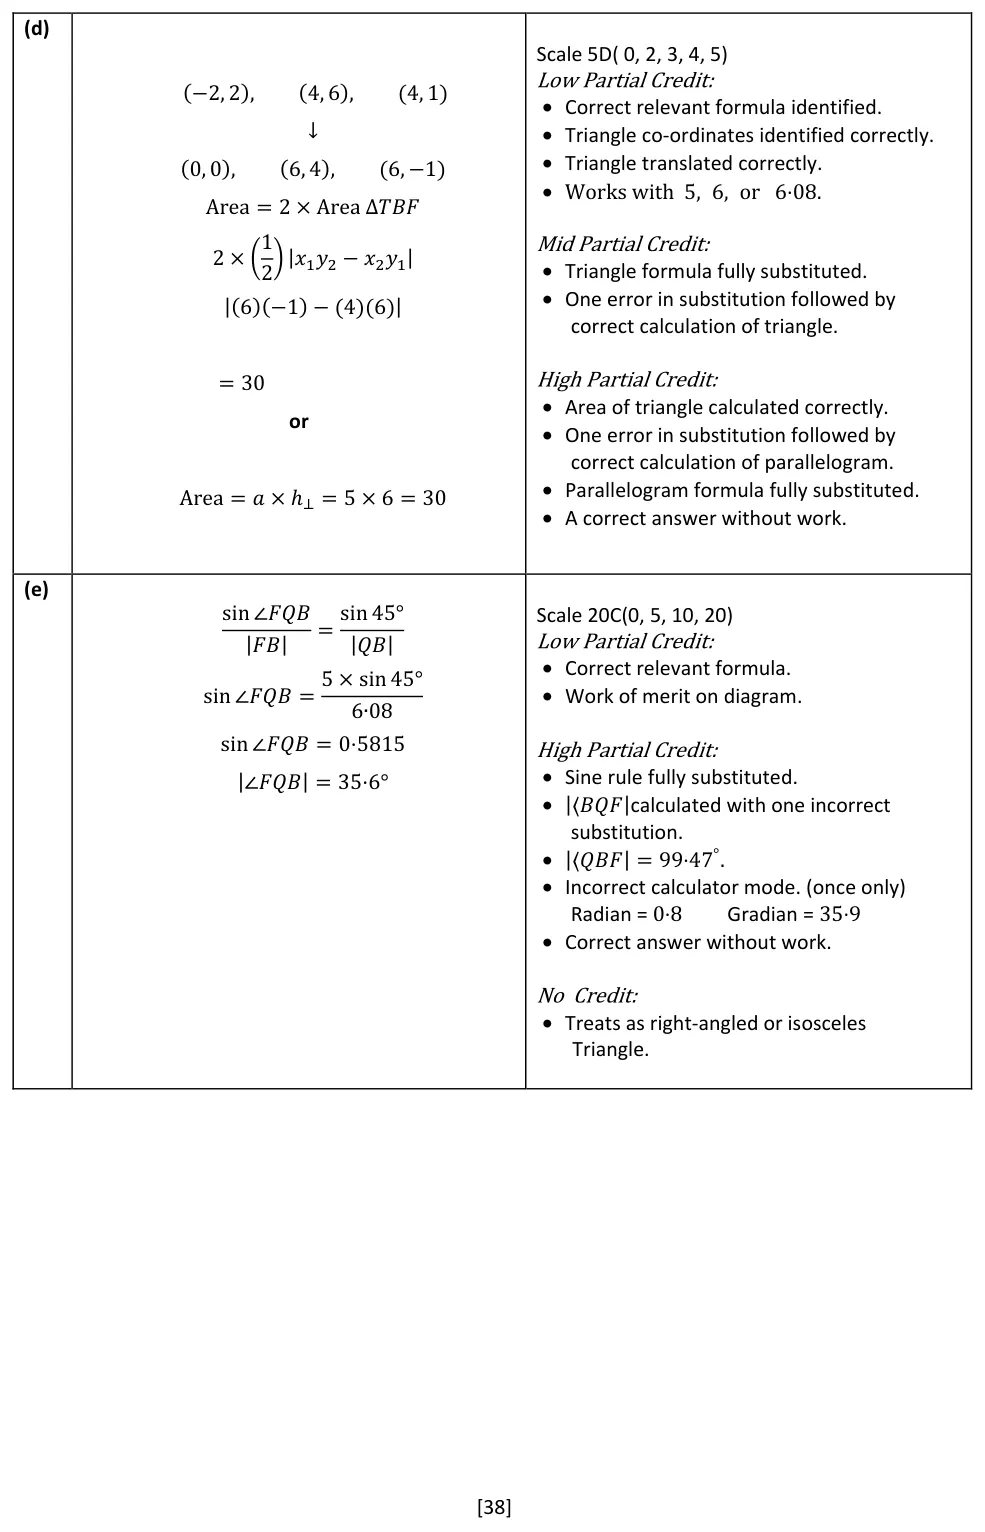 (d)
(−2, 2), (4, 6), (4, 1)
↓
(0, 0), (6, 4), (6, −1)
Area = 2 × Area ΔTBF
2 × (1/2) |x₁y₂ − x₂y₁|
|(6)(−1) − (4)(6)|
= 30
or
Area = a × h⊥ = 5 × 6 = 30
Scale 5D( 0, 2, 3, 4, 5)
Low Partial Credit:
• Correct relevant formula identified.
• Triangle co-ordinates identified correctly.
• Triangle translated correctly.
• Works with 5, 6, or 6·08.
Mid Partial Credit:
• Triangle formula fully substituted.
• One error in substitution followed by
correct calculation of triangle.
High Partial Credit:
• Area of triangle calculated correctly.
• One error in substitution followed by
correct calculation of parallelogram.
• Parallelogram formula fully substituted.
• A correct answer without work.
(e)
sin ∠FQB / |FB| = sin 45° / |QB|
sin ∠FQB = 5 × sin 45° / 6·08
sin ∠FQB = 0·5815
|∠FQB| = 35·6°
Scale 20C(0, 5, 10, 20)
Low Partial Credit:
• Correct relevant formula.
• Work of merit on diagram.
High Partial Credit:
• Sine rule fully substituted.
• |⟨BQF|calculated with one incorrect
substitution.
• |⟨QBF| = 99·47°.
• Incorrect calculator mode. (once only)
Radian = 0·8 Gradian = 35·9
• Correct answer without work.
No Credit:
• Treats as right-angled or isosceles
Triangle.
[38]